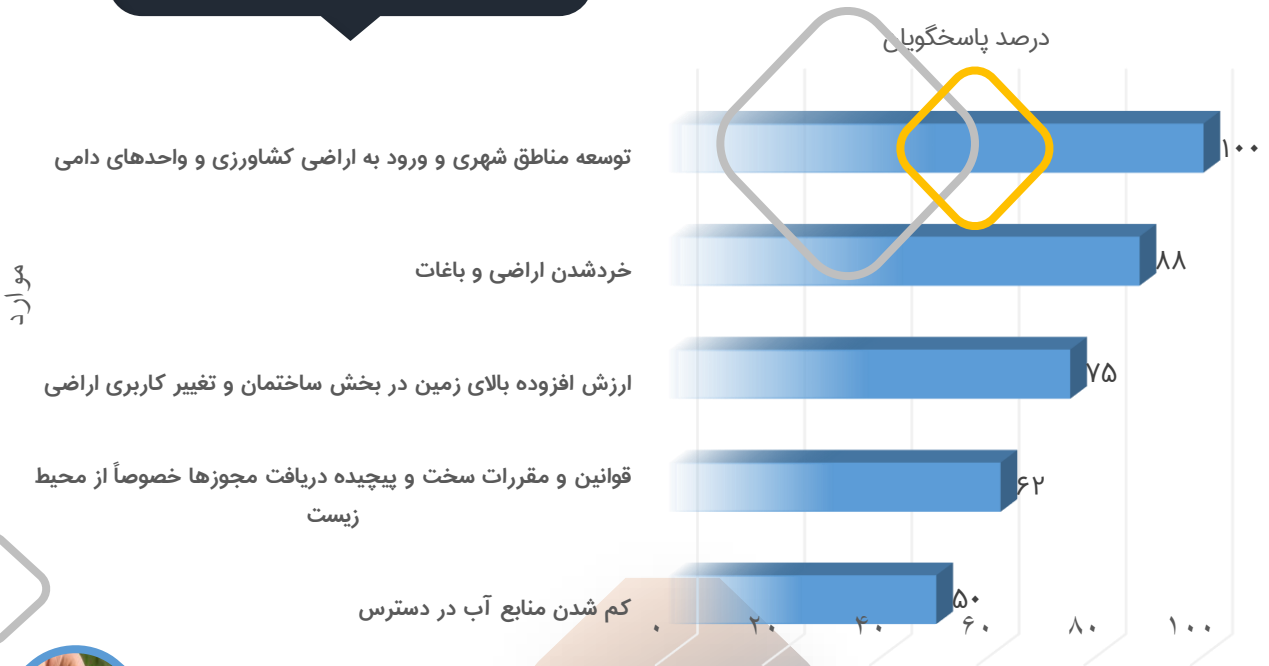 درصد پاسخگویان
توسعه مناطق شهری و ورود به اراضی کشاورزی و واحدهای دامی
۱۰۰
خردشدن اراضی و باغات
۸۸
موارد
ارزش افزوده بالای زمین در بخش ساختمان و تغییر کاربری اراضی
۷۵
قوانین و مقررات سخت و پیچیده دریافت مجوزها خصوصاً از محیط
زیست
۶۲
کم شدن منابع آب در دسترس
۵۰
۰ ۲۰ ۴۰ ۶۰ ۸۰ ۱۰۰